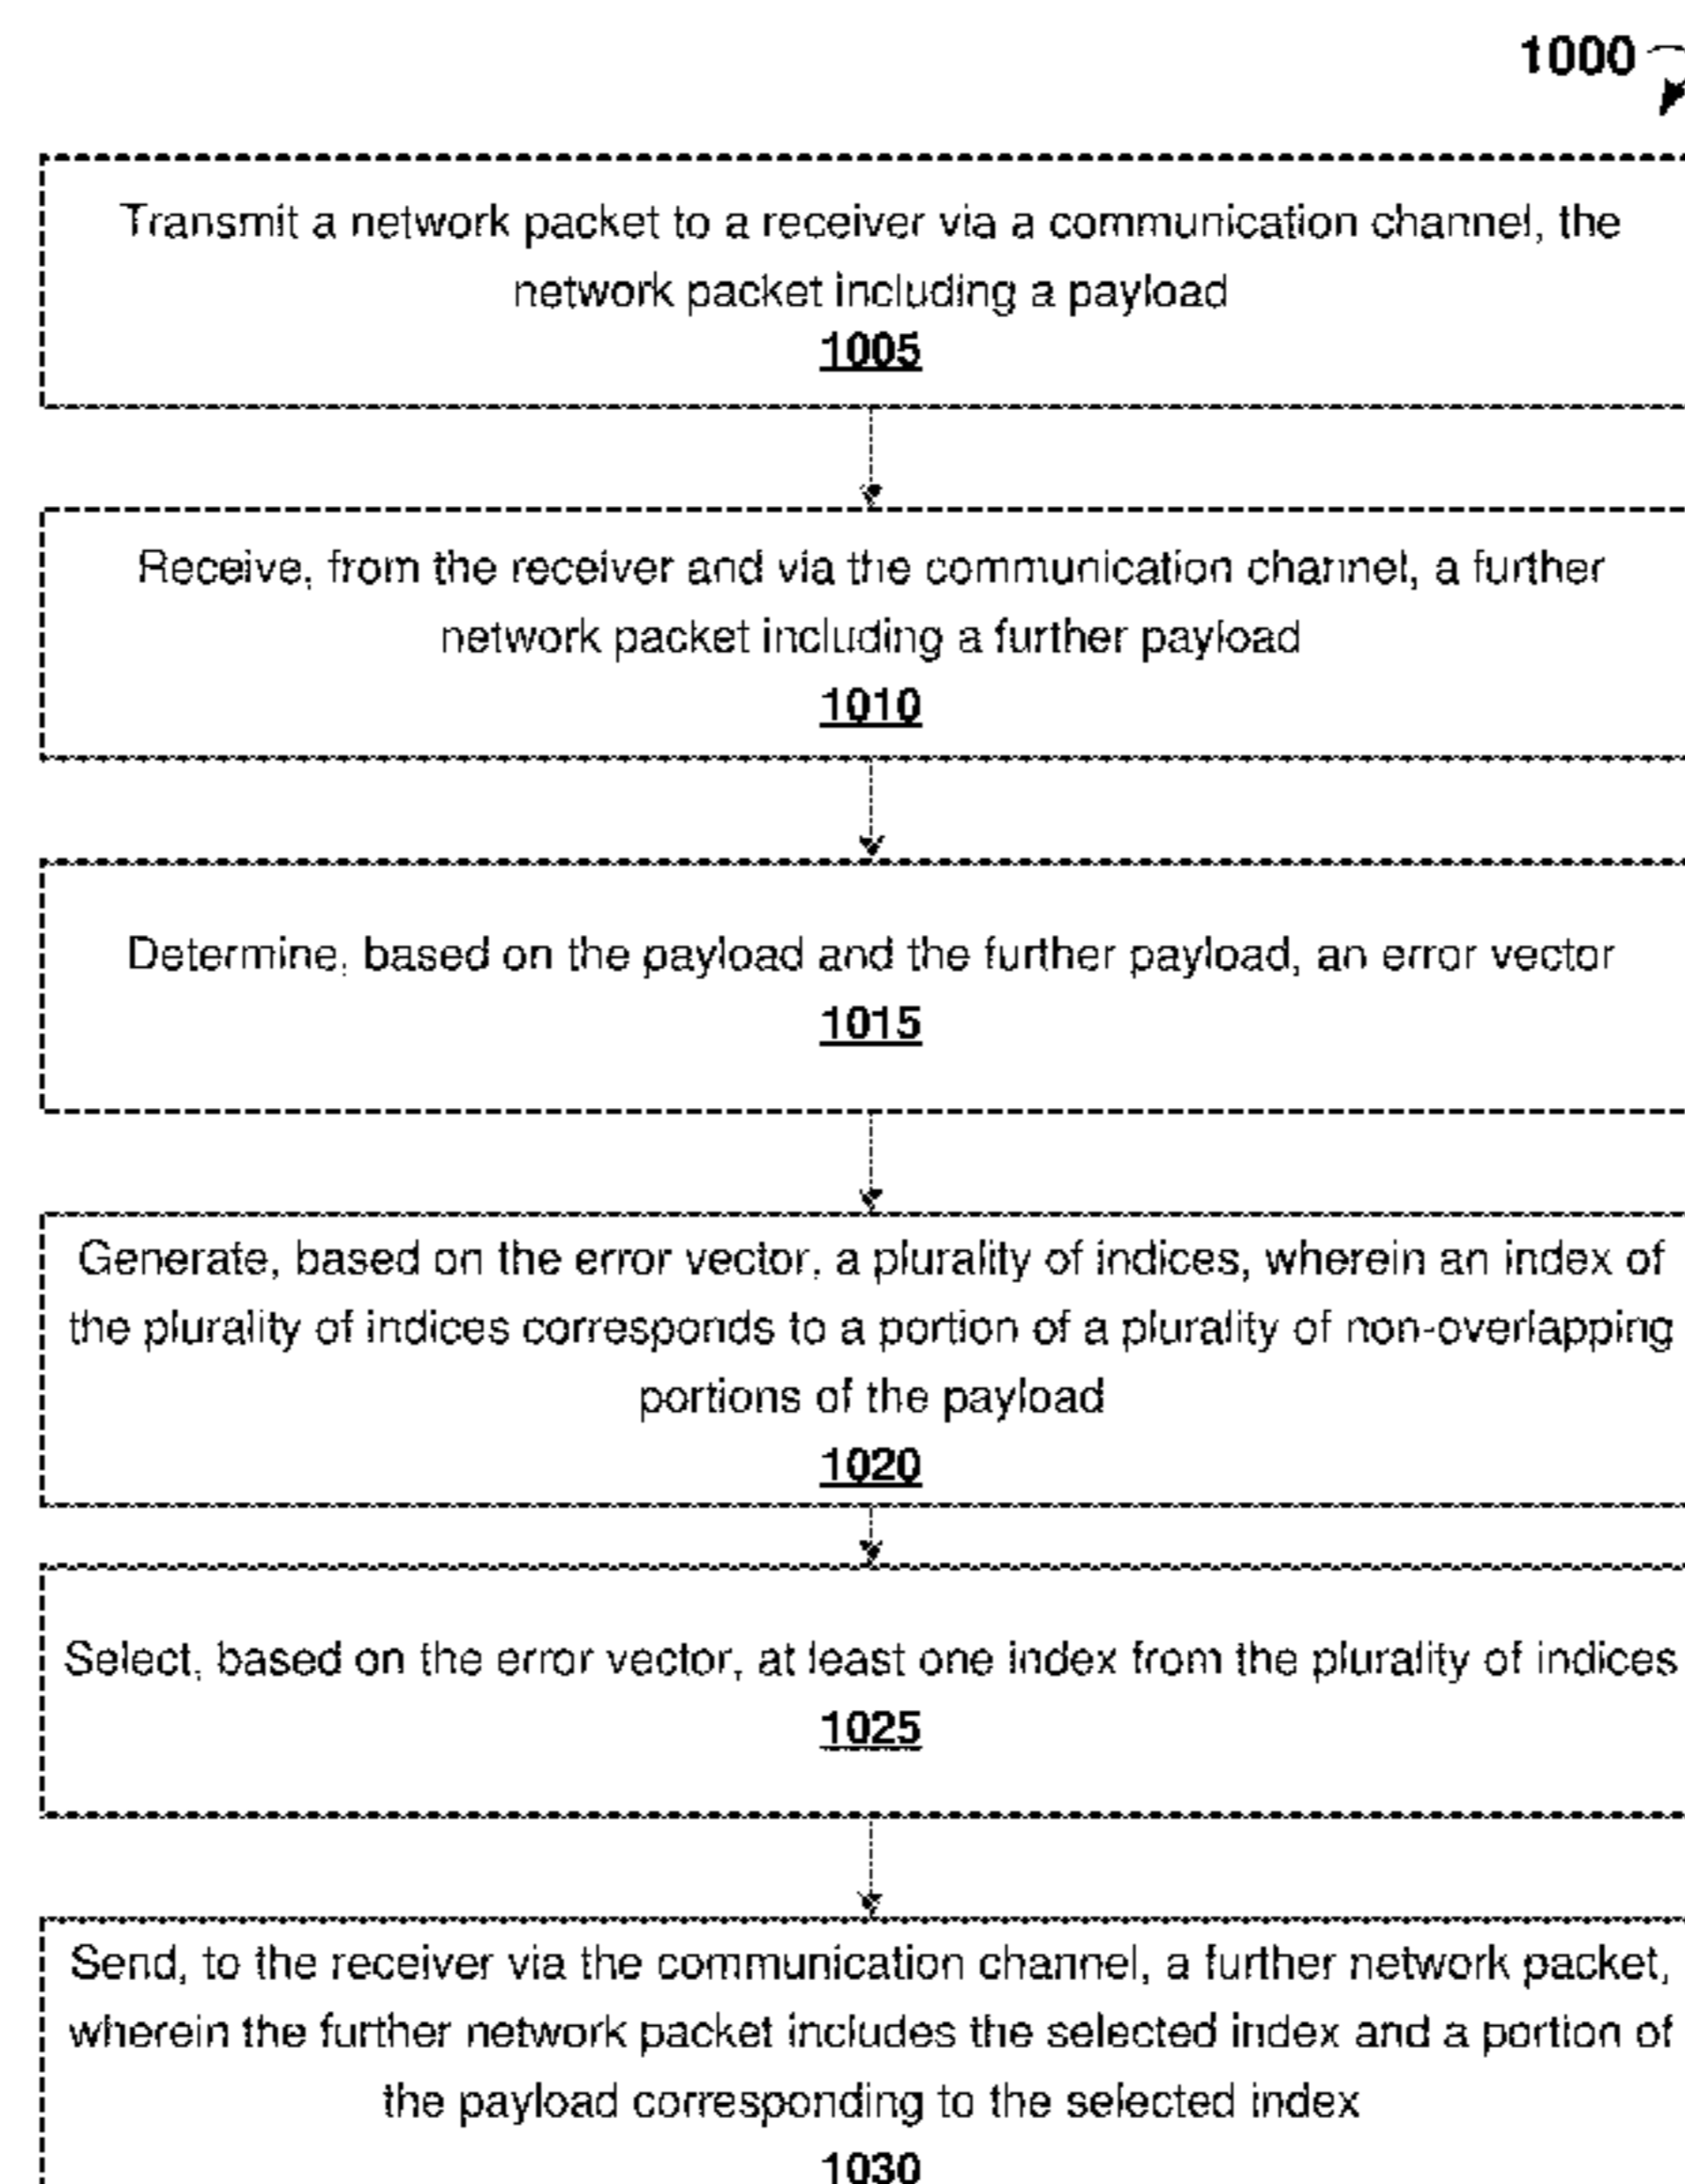 1000
Transmit a network packet to a receiver via a communication channel, the
network packet including a payload
1005
Receive, from the receiver and via the communication channel, a further
network packet including a further payload
1010
Determine, based on the payload and the further payload, an error vector
1015
Generate, based on the error vector, a plurality of indices, wherein an index of
the plurality of indices corresponds to a portion of a plurality of non-overlapping
portions of the payload
1020
Select, based on the error vector, at least one index from the plurality of indices
1025
Send, to the receiver via the communication channel, a further network packet,
wherein the further network packet includes the selected index and a portion of
the payload corresponding to the selected index
1030